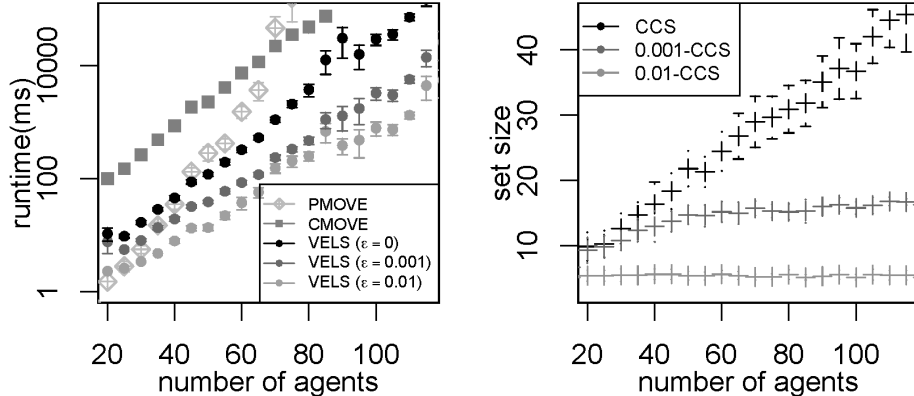 runtime(ms)
1
100
10000
PMOVE
CMOVE
VELS (ε = 0)
VELS (ε = 0.001)
VELS (ε = 0.01)
20 40 60 80 100
number of agents
set size
10
20
30
40
CCS
0.001-CCS
0.01-CCS
20 40 60 80 100
number of agents